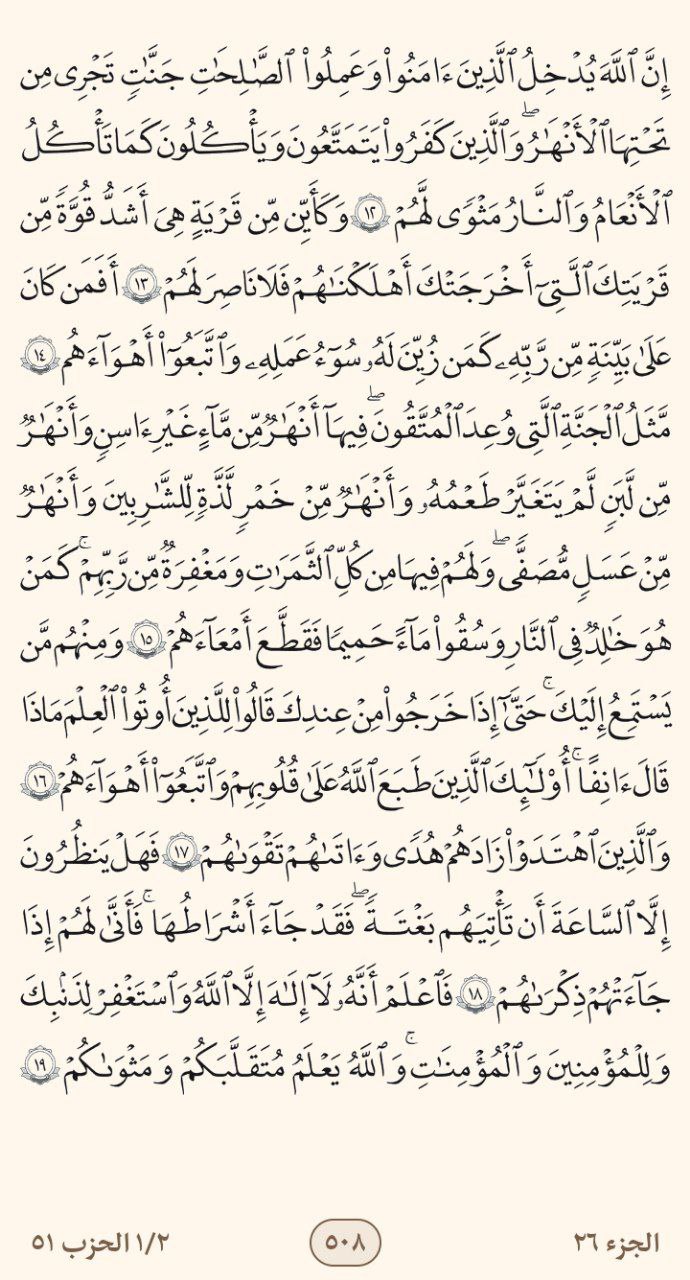 إِنَّ ٱللَّهَ يُدْخِلُ ٱلَّذِينَ ءَامَنُوا۟ وَعَمِلُوا۟ ٱلصَّـٰلِحَـٰتِ جَنَّـٰتٍ تَجْرِى مِن
تَحْتِهَا ٱلْأَنْهَـٰرُ ۖ وَٱلَّذِينَ كَفَرُوا۟ يَتَمَتَّعُونَ وَيَأْكُلُونَ كَمَا تَأْكُلُ
ٱلْأَنْعَـٰمُ وَٱلنَّارُ مَثْوًى لَّهُمْ ١٢ وَكَأَيِّن مِّن قَرْيَةٍ هِىَ أَشَدُّ قُوَّةً مِّن
قَرْيَتِكَ ٱلَّتِىٓ أَخْرَجَتْكَ أَهْلَكْنَـٰهُمْ فَلَا نَاصِرَ لَهُمْ ١٣ أَفَمَن كَانَ
عَلَىٰ بَيِّنَةٍ مِّن رَّبِّهِۦ كَمَن زُيِّنَ لَهُۥ سُوٓءُ عَمَلِهِۦ وَٱتَّبَعُوٓا۟ أَهْوَآءَهُم ١٤
مَّثَلُ ٱلْجَنَّةِ ٱلَّتِى وُعِدَ ٱلْمُتَّقُونَ ۖ فِيهَآ أَنْهَـٰرٌ مِّن مَّآءٍ غَيْرِ ءَاسِنٍ وَأَنْهَـٰرٌ
مِّن لَّبَنٍ لَّمْ يَتَغَيَّرْ طَعْمُهُۥ وَأَنْهَـٰرٌ مِّنْ خَمْرٍ لَّذَّةٍ لِّلشَّـٰرِبِينَ وَأَنْهَـٰرٌ
مِّنْ عَسَلٍ مُّصَفًّى ۖ وَلَهُمْ فِيهَا مِن كُلِّ ٱلثَّمَرَٰتِ وَمَغْفِرَةٌ مِّن رَّبِّهِمْ ۚ كَمَنْ
هُوَ خَـٰلِدٌ فِى ٱلنَّارِ وَسُقُوا۟ مَآءً حَمِيمًا فَقَطَّعَ أَمْعَآءَهُمْ ١٥ وَمِنْهُم مَّن
يَسْتَمِعُ إِلَيْكَ ۚ حَتَّىٰٓ إِذَا خَرَجُوا۟ مِنْ عِندِكَ قَالُوا۟ لِلَّذِينَ أُوتُوا۟ ٱلْعِلْمَ مَاذَا
قَالَ ءَانِفًا ۚ أُو۟لَـٰٓئِكَ ٱلَّذِينَ طَبَعَ ٱللَّهُ عَلَىٰ قُلُوبِهِمْ وَٱتَّبَعُوٓا۟ أَهْوَآءَهُمْ ١٦
وَٱلَّذِينَ ٱهْتَدَوْا۟ زَادَهُمْ هُدًى وَءَاتَىٰهُمْ تَقْوَىٰهُمْ ١٧ فَهَلْ يَنظُرُونَ
إِلَّا ٱلسَّاعَةَ أَن تَأْتِيَهُم بَغْتَةً ۖ فَقَدْ جَآءَ أَشْرَاطُهَا ۚ فَأَنَّىٰ لَهُمْ إِذَا
جَآءَتْهُمْ ذِكْرَىٰهُمْ ١٨ فَٱعْلَمْ أَنَّهُۥ لَآ إِلَـٰهَ إِلَّا ٱللَّهُ وَٱسْتَغْفِرْ لِذَنۢبِكَ
وَلِلْمُؤْمِنِينَ وَٱلْمُؤْمِنَـٰتِ ۗ وَٱللَّهُ يَعْلَمُ مُتَقَلَّبَكُمْ وَمَثْوَىٰكُمْ ١٩
الجزء ٢٦ ٥٠٨ ١/٢ الحزب ٥١